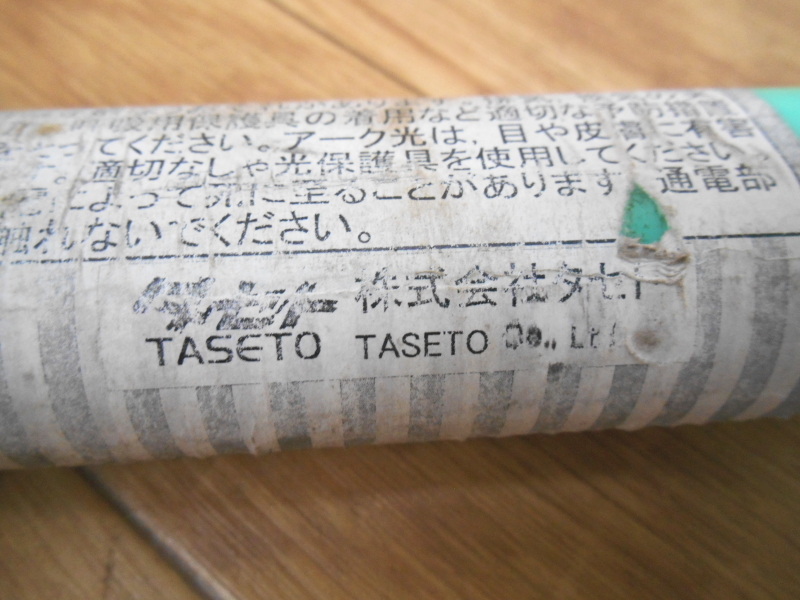 吸用保護具の着用など適切な予防措置
てください。アーク光は、目や皮膚に有害
適切なしゃ光保護具を使用してください
によって死に至ることがあります。通電部
触れないでください。
タセト 株式会社タセト
TASETO TASETO Co., Ltd